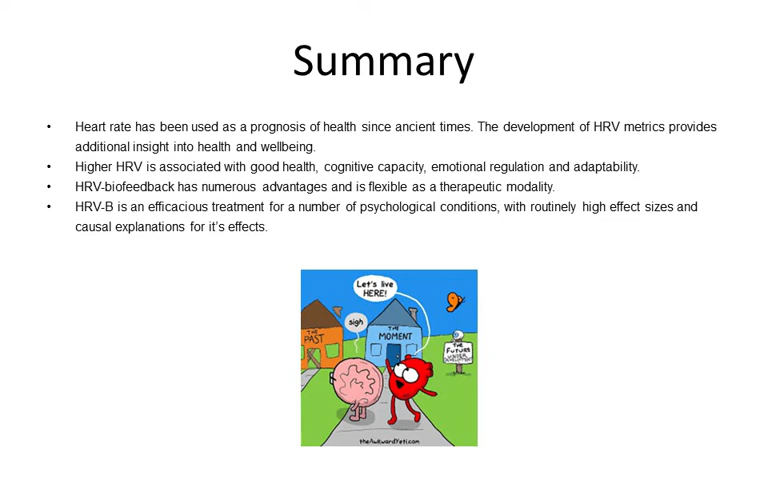 Summary
• Heart rate has been used as a prognosis of health since ancient times. The development of HRV metrics provides
additional insight into health and wellbeing.
• Higher HRV is associated with good health, cognitive capacity, emotional regulation and adaptability.
• HRV-biofeedback has numerous advantages and is flexible as a therapeutic modality.
• HRV-B is an efficacious treatment for a number of psychological conditions, with routinely high effect sizes and
causal explanations for it's effects.
Let's live
HERE!
sigh
THE
PAST
THE
MOMENT
THE
FUTURE
UNDER
DEVELOPMENT
theAwkwardYeti.com